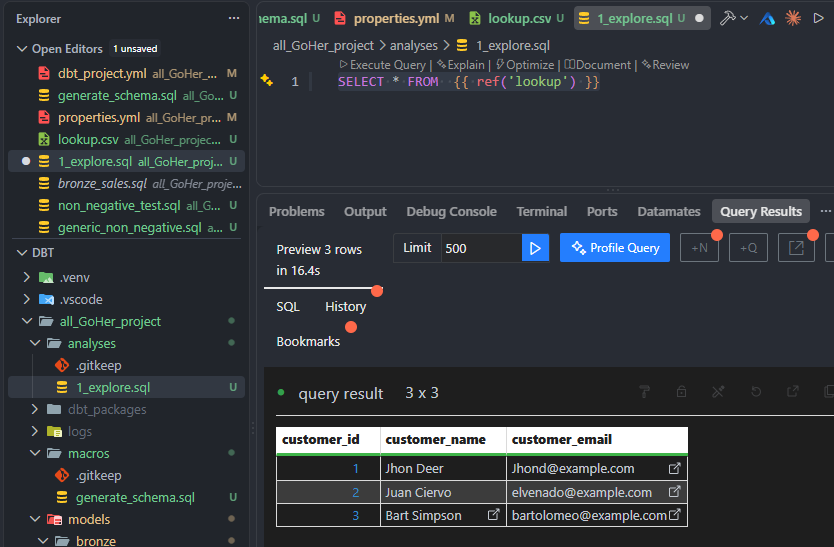 Explorer
Open Editors 1 unsaved
dbt_project.yml all_GoHer_... M
generate_schema.sql all_Go... U
properties.yml all_GoHer_pr... M
lookup.csv all_GoHer_projec... U
1_explore.sql all_GoHer_proj... U
bronze_sales.sql all_GoHer_proje...
non_negative_test.sql all_G... U
generic_non_negative.sql all_... U
DBT
.venv
.vscode
all_GoHer_project
analyses
.gitkeep
1_explore.sql U
dbt_packages
logs
macros
.gitkeep
generate_schema.sql U
models
bronze
hema.sql U properties.yml M lookup.csv U 1_explore.sql U
all_GoHer_project > analyses > 1_explore.sql
Execute Query | Explain | Optimize | Document | Review
1 SELECT * FROM {{ ref('lookup') }}
Problems Output Debug Console Terminal Ports Datamates Query Results ...
Preview 3 rows
in 16.4s
Limit 500 Profile Query +N +Q
SQL History
Bookmarks
query result 3 x 3
customer_id customer_name customer_email
1 Jhon Deer Jhond@example.com
2 Juan Ciervo elvenado@example.com
3 Bart Simpson bartolomeo@example.com